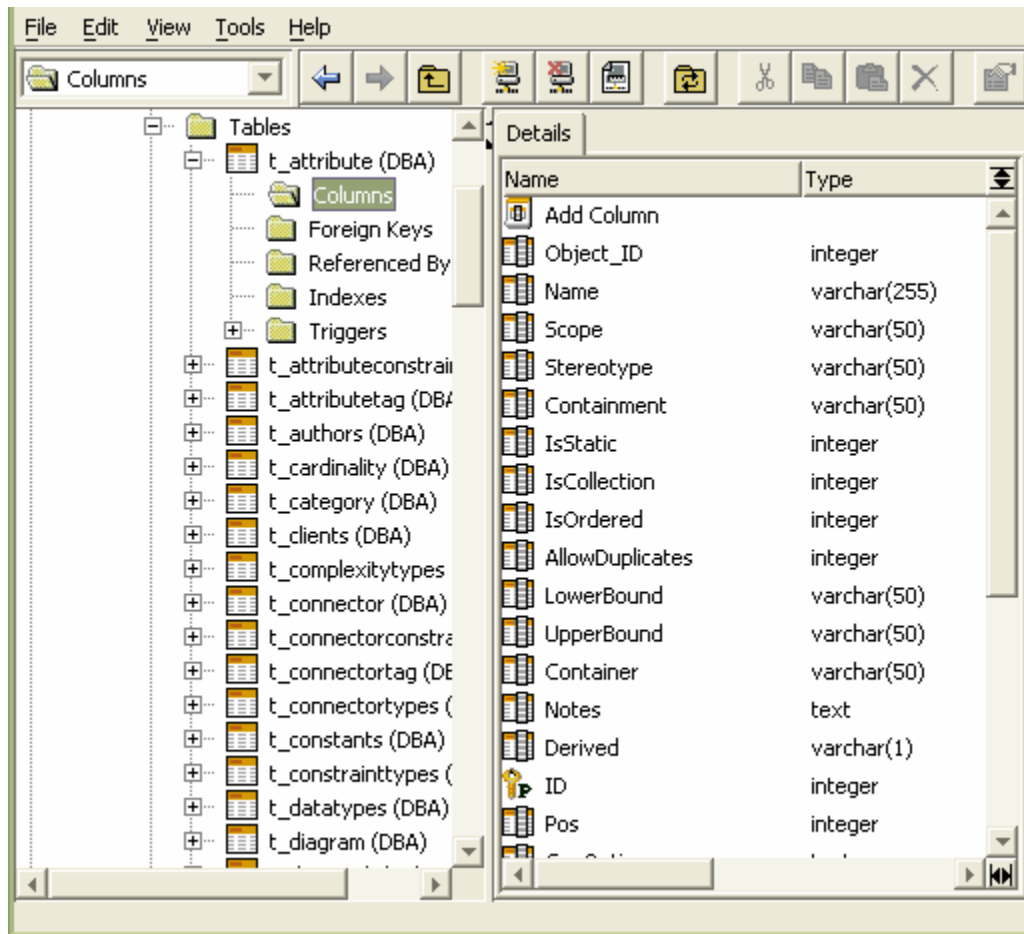 File Edit View Tools Help
Columns
Tables
t_attribute (DBA)
Columns
Foreign Keys
Referenced By
Indexes
Triggers
t_attributeconstrai
t_attributetag (DBA
t_authors (DBA)
t_cardinality (DBA)
t_category (DBA)
t_clients (DBA)
t_complexitytypes
t_connector (DBA)
t_connectorconstra
t_connectortag (DB
t_connectortypes (
t_constants (DBA)
t_constrainttypes (
t_datatypes (DBA)
t_diagram (DBA)
Details
Name Type
Add Column
Object_ID integer
Name varchar(255)
Scope varchar(50)
Stereotype varchar(50)
Containment varchar(50)
IsStatic integer
IsCollection integer
IsOrdered integer
AllowDuplicates integer
LowerBound varchar(50)
UpperBound varchar(50)
Container varchar(50)
Notes text
Derived varchar(1)
ID integer
Pos integer